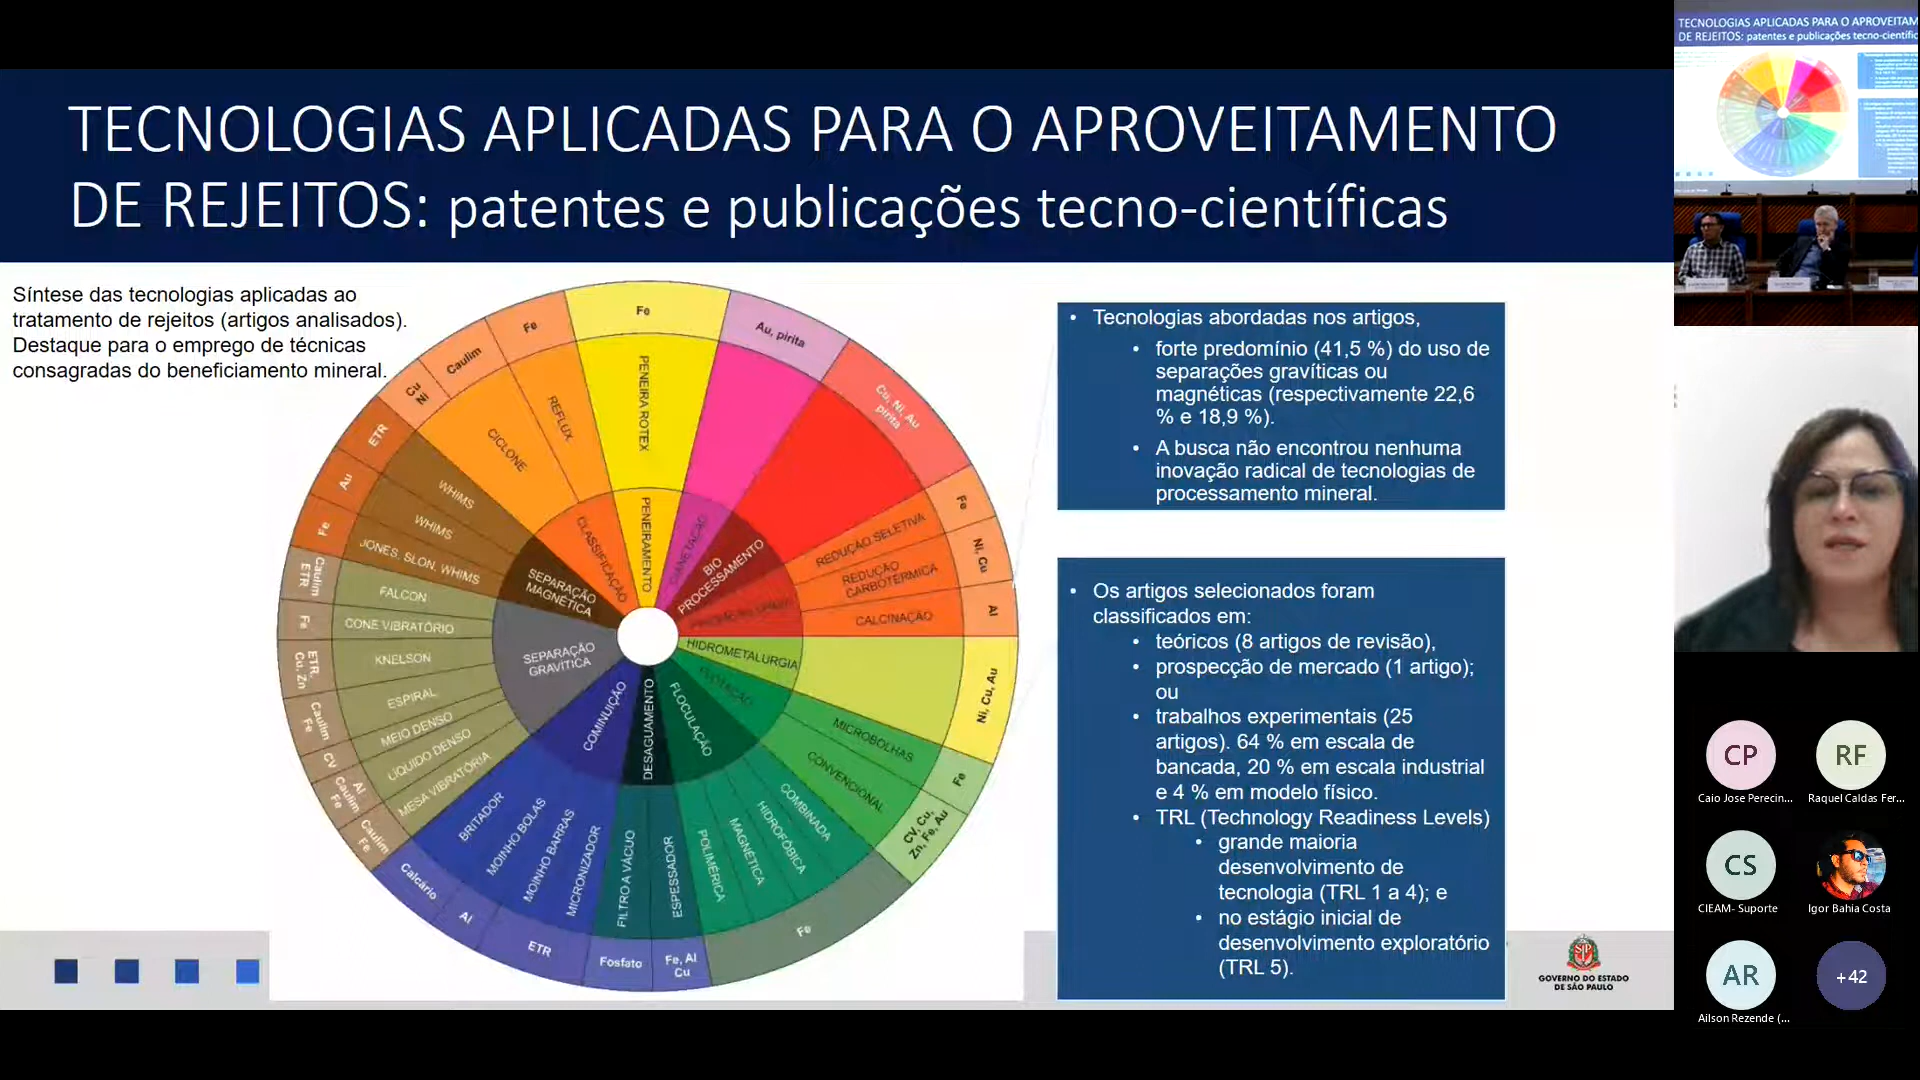 TECNOLOGIAS APLICADAS PARA O APROVEITAMENTO
DE REJEITOS: patentes e publicações tecno-científicas
Síntese das tecnologias aplicadas ao
tratamento de rejeitos (artigos analisados).
Destaque para o emprego de técnicas
consagradas do beneficiamento mineral.
Fe
Au, pirita
Cu, Ni, Au
pirita
Fe
Ni, Cu
Al
Ni, Cu, Au
Fe
CV, Cu,
Zn, Fe, Au
Fe
Fe, Al
Cu
Fosfato
ETR
Al
Calcário
Caulim
Fe
Al
Caulim
Fe
CV
Caulim
Fe
ETR,
Cu, Zn
Fe
Caulim
ETR
Fe
Au
ETR
Cu
Ni
Caulim
Fe
PENEIRA ROTEX
REDUÇÃO SELETIVA
REDUÇÃO
CARBOTÉRMICA
CALCINAÇÃO
MICROBOLHAS
CONVENCIONAL
COMBINADA
HIDROFÓBICA
MAGNÉTICA
POLIMÉRICA
ESPESSADOR
FILTRO A VÁCUO
MICRONIZADOR
MOINHO BARRAS
MOINHO BOLAS
BRITADOR
MESA VIBRATÓRIA
LIQUIDO DENSO
MEIO DENSO
ESPIRAL
KNELSON
CONE VIBRATÓRIO
FALCON
JONES, SLON, WHIMS
WHIMS
WHIMS
CICLONE
REFLUX
PENEIRAMENTO
CIANETAÇÃO
BIO
PROCESSAMENTO
HIDROMETALURGIA
FLOTAÇÃO
FLOCULAÇÃO
DESAGUAMENTO
COMINUIÇÃO
SEPARAÇÃO
GRAVÍTICA
SEPARAÇÃO
MAGNÉTICA
CLASSIFICAÇÃO
• Tecnologias abordadas nos artigos,
• forte predomínio (41,5 %) do uso de
separações gravíticas ou
magnéticas (respectivamente 22,6
% e 18,9 %).
• A busca não encontrou nenhuma
inovação radical de tecnologias de
processamento mineral.
• Os artigos selecionados foram
classificados em:
• teóricos (8 artigos de revisão),
• prospecção de mercado (1 artigo);
ou
• trabalhos experimentais (25
artigos). 64 % em escala de
bancada, 20 % em escala industrial
e 4 % em modelo físico.
• TRL (Technology Readiness Levels)
• grande maioria
desenvolvimento de
tecnologia (TRL 1 a 4); e
• no estágio inicial de
desenvolvimento exploratório
(TRL 5).
SP
GOVERNO DO ESTADO
DE SÃO PAULO
TECNOLOGIAS APLICADAS PARA O APROVEITAM
DE REJEITOS: patentes e publicações tecno-científic
CP
Caio Jose Perecin...
RF
Raquel Caldas Fer...
CS
CIEAM- Suporte
Igor Bahia Costa
AR
Ailson Rezende (...
+42